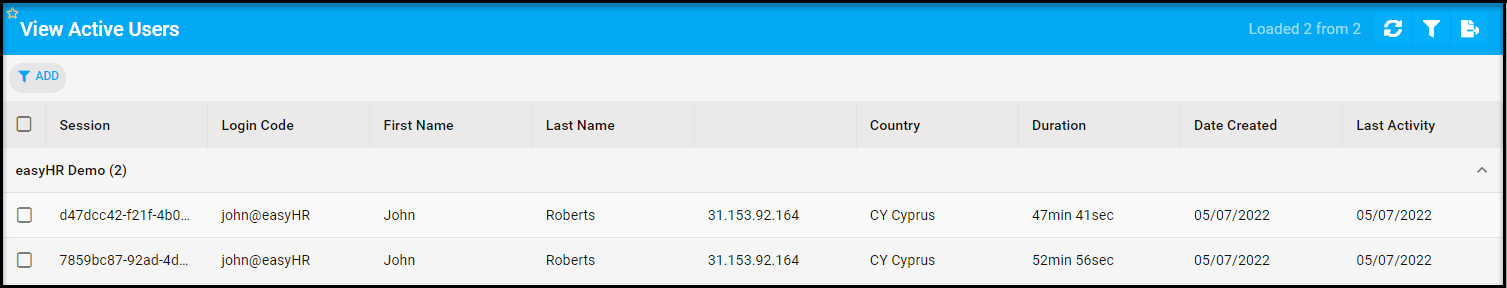 View Active Users Loaded 2 from 2
ADD
Session Login Code First Name Last Name Country Duration Date Created Last Activity
easyHR Demo (2)
d47dcc42-f21f-4b0... john@easyHR John Roberts 31.153.92.164 CY Cyprus 47min 41sec 05/07/2022 05/07/2022
7859bc87-92ad-4d... john@easyHR John Roberts 31.153.92.164 CY Cyprus 52min 56sec 05/07/2022 05/07/2022